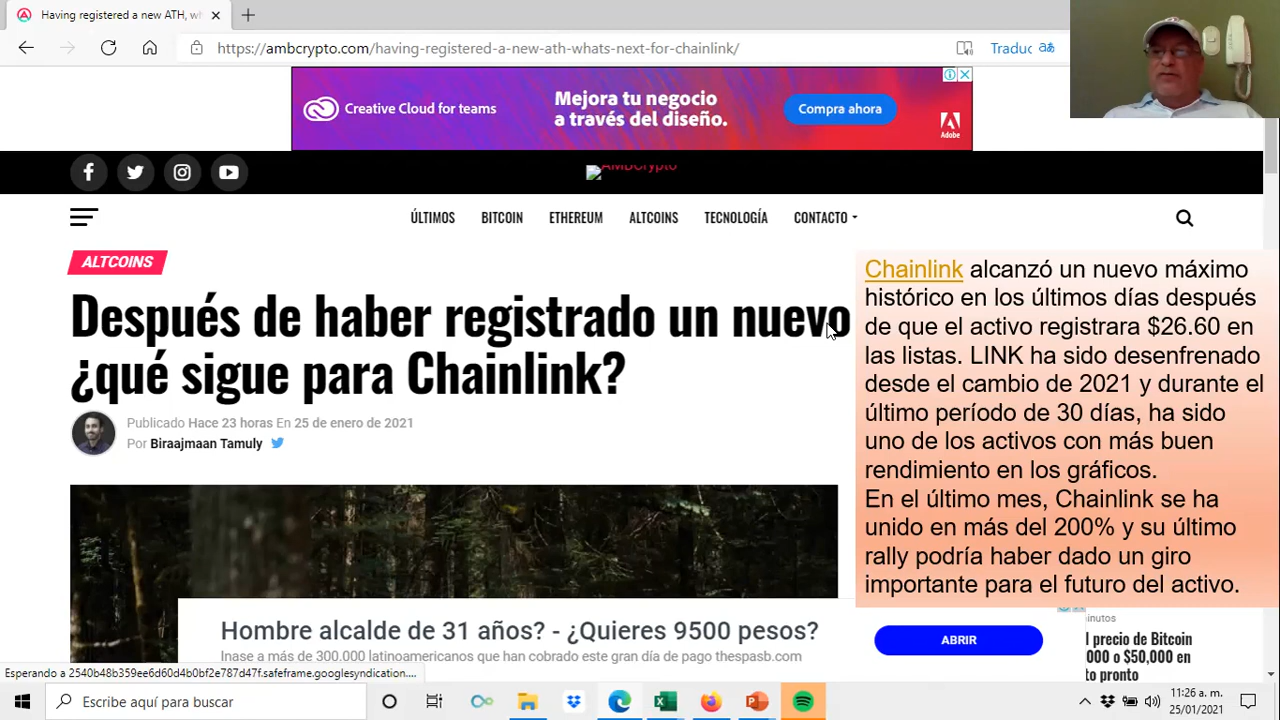 Having registered a new ATH, w
https://ambcrypto.com/having-registered-a-new-ath-whats-next-for-chainlink/
Traduc
Creative Cloud for teams
Mejora tu negocio
a través del diseño.
Compra ahora
Adobe
AMBCrypto
ÚLTIMOS BITCOIN ETHEREUM ALTCOINS TECNOLOGÍA CONTACTO
ALTCOINS
Después de haber registrado un nuevo
¿qué sigue para Chainlink?
Publicado Hace 23 horas En 25 de enero de 2021
Por Biraajmaan Tamuly
Chainlink alcanzó un nuevo máximo
histórico en los últimos días después
de que el activo registrara $26.60 en
las listas. LINK ha sido desenfrenado
desde el cambio de 2021 y durante el
último período de 30 días, ha sido
uno de los activos con más buen
rendimiento en los gráficos.
En el último mes, Chainlink se ha
unido en más del 200% y su último
rally podría haber dado un giro
importante para el futuro del activo.
Hombre alcalde de 31 años? - ¿Quieres 9500 pesos?
Inase a más de 300.000 latinoamericanos que han cobrado este gran día de pago thespasb.com
ABRIR
minutos
l precio de Bitcoin
000 o $50,000 en
to pronto
Esperando a 2540b48b359ee6d60d4b0bf2e787d47f.safeframe.googlesyndication....
Escribe aquí para buscar
11:26 a. m.
25/01/2021